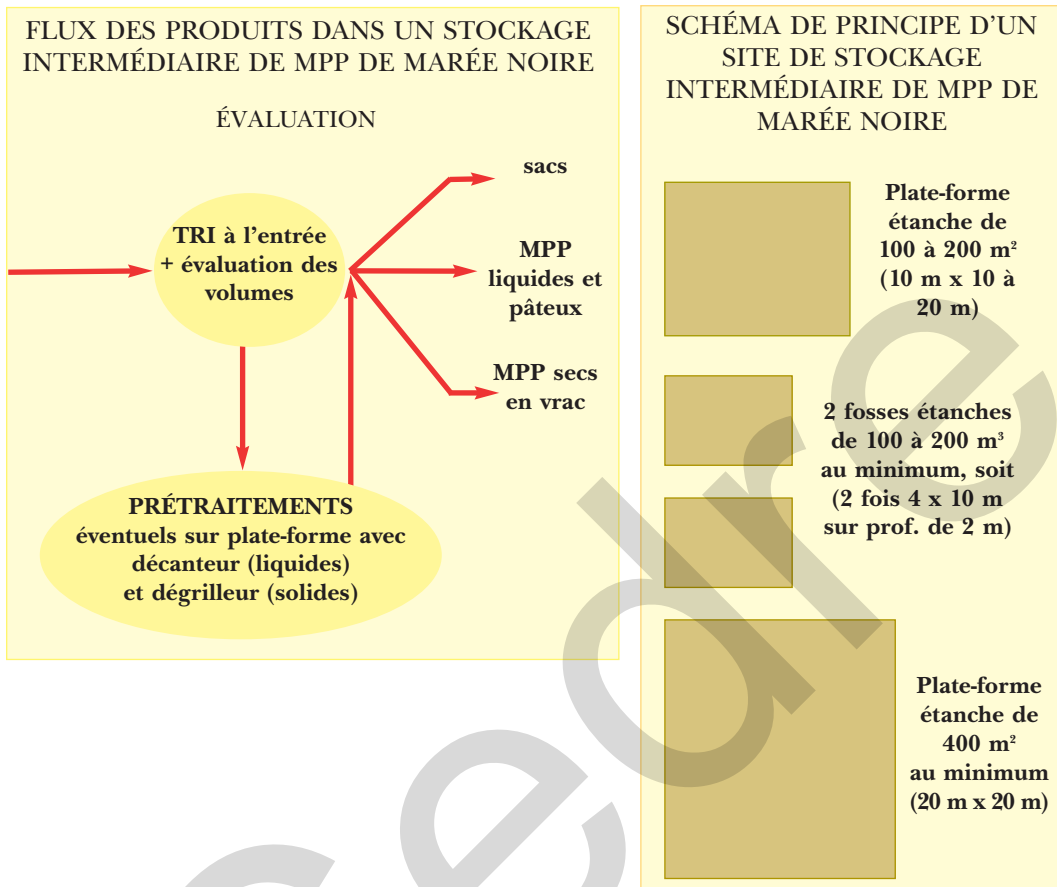 FLUX DES PRODUITS DANS UN STOCKAGE
INTERMÉDIAIRE DE MPP DE MARÉE NOIRE
ÉVALUATION
sacs
TRI à l'entrée
+ évaluation des
volumes
MPP
liquides et
pâteux
MPP secs
en vrac
PRÉTRAITEMENTS
éventuels sur plate-forme avec
décanteur (liquides)
et dégrilleur (solides)
SCHÉMA DE PRINCIPE D'UN
SITE DE STOCKAGE
INTERMÉDIAIRE DE MPP DE
MARÉE NOIRE
Plate-forme
étanche de
100 à 200 m²
(10 m x 10 à
20 m)
2 fosses étanches
de 100 à 200 m³
au minimum, soit
(2 fois 4 x 10 m
sur prof. de 2 m)
Plate-forme
étanche de
400 m²
au minimum
(20 m x 20 m)
cedre